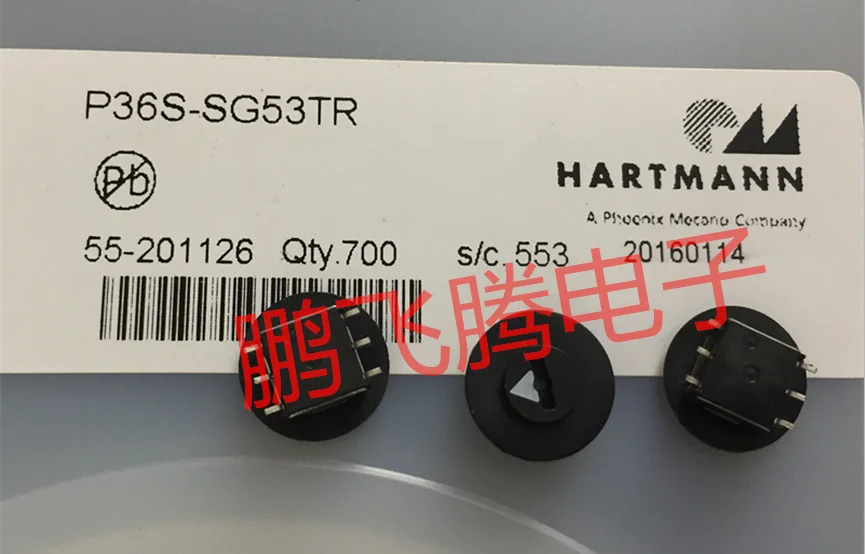 P36S-SG53TR
Pb
HARTMANN
A Phoenix Mecano Company
55-201126 Qty.700 s/c. 553 20160114
鹏飞腾电子